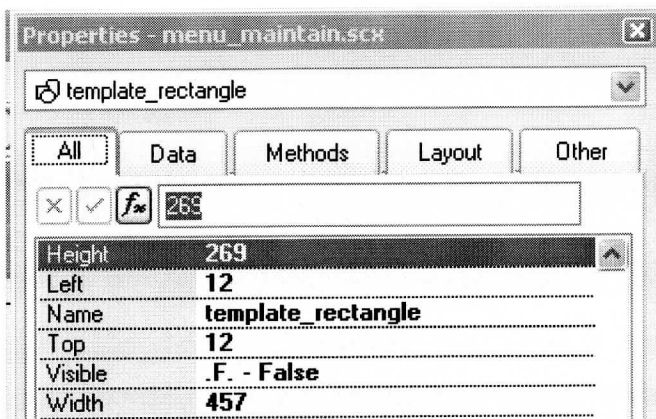 Properties - menu_maintain.scx
template_rectangle
All Data Methods Layout Other
fx 269
Height 269
Left 12
Name template_rectangle
Top 12
Visible .F. - False
Width 457